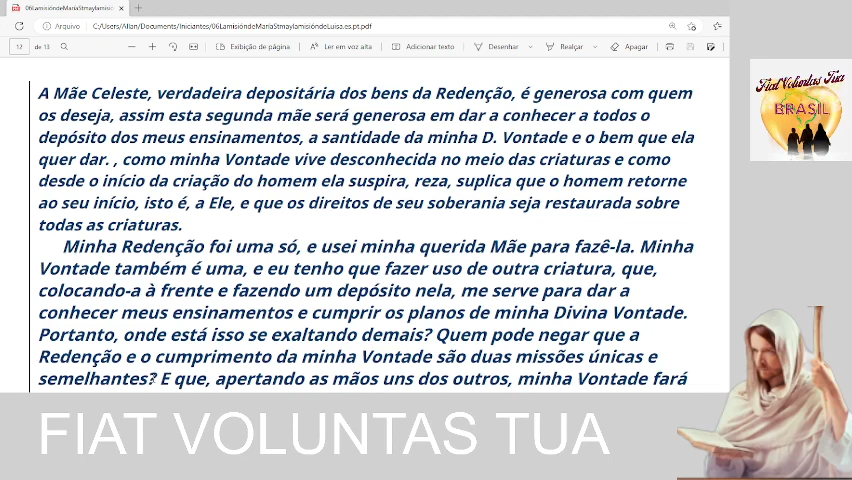 06LamisióndeMaríaStmaylamisió
Arquivo
C:/Users/Allan/Documents/Iniciantes/06LamisióndeMaríaStmaylamisióndeLuisa.es.pt.pdf
12 de 13
Exibição de página
Ler em voz alta
Adicionar texto
Desenhar
Realçar
Apagar
A Mãe Celeste, verdadeira depositária dos bens da Redenção, é generosa com quem
os deseja, assim esta segunda mãe será generosa em dar a conhecer a todos o
depósito dos meus ensinamentos, a santidade da minha D. Vontade e o bem que ela
quer dar. , como minha Vontade vive desconhecida no meio das criaturas e como
desde o início da criação do homem ela suspira, reza, suplica que o homem retorne
ao seu início, isto é, a Ele, e que os direitos de seu soberania seja restaurada sobre
todas as criaturas.
Minha Redenção foi uma só, e usei minha querida Mãe para fazê-la. Minha
Vontade também é uma, e eu tenho que fazer uso de outra criatura, que,
colocando-a à frente e fazendo um depósito nela, me serve para dar a
conhecer meus ensinamentos e cumprir os planos de minha Divina Vontade.
Portanto, onde está isso se exaltando demais? Quem pode negar que a
Redenção e o cumprimento da minha Vontade são duas missões únicas e
semelhantes? E que, apertando as mãos uns dos outros, minha Vontade fará
Fiat Voluntas Tua
BRASIL
FIAT VOLUNTAS TUA